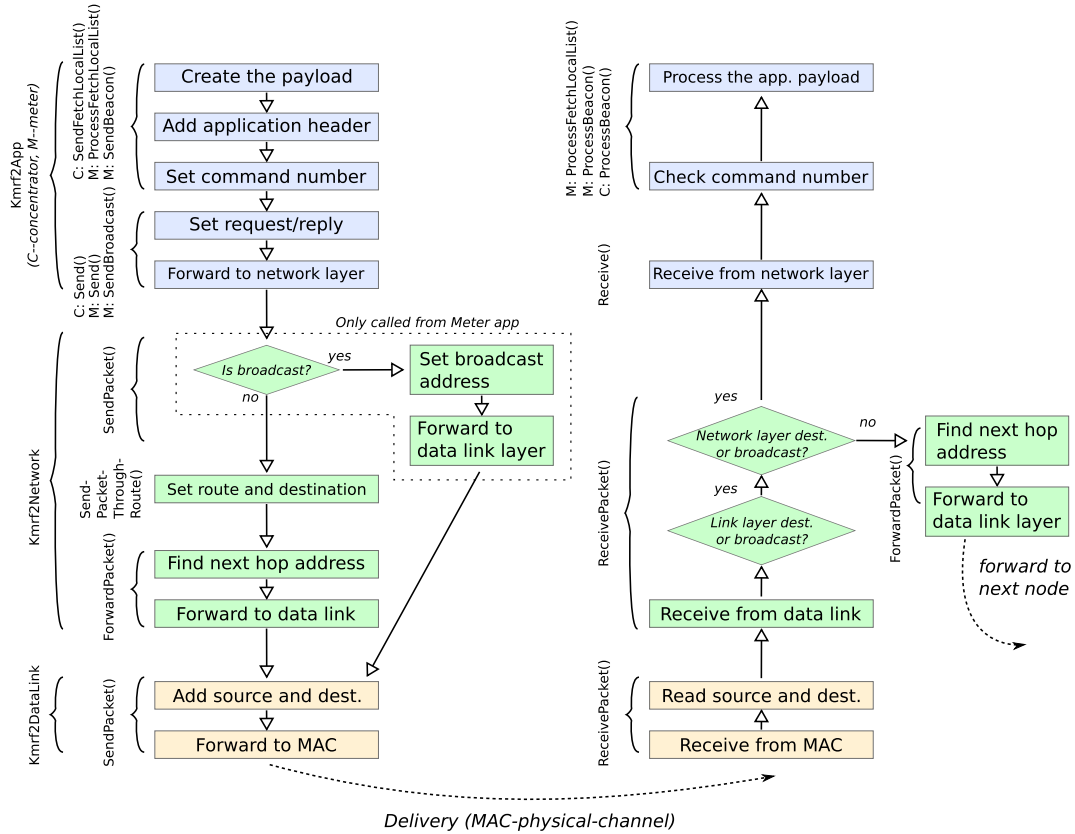 Kmrf2App
(C--concentrator, M--meter)
C: SendFetchLocalList()
M: ProcessFetchLocalList()
M: SendBeacon()
Create the payload
Add application header
Set command number
C: Send()
M: Send()
M: SendBroadcast()
Set request/reply
Forward to network layer
Kmrf2Network
Only called from Meter app
SendPacket()
Is broadcast?
yes
no
Set broadcast
address
Forward to
data link layer
Send-
Packet-
Through-
Route()
Set route and destination
ForwardPacket()
Find next hop address
Forward to data link
Kmrf2DataLink
SendPacket()
Add source and dest.
Forward to MAC
Delivery (MAC-physical-channel)
M: ProcessFetchLocalList()
M: ProcessBeacon()
C: ProcessBeacon()
Process the app. payload
Check command number
Receive()
Receive from network layer
ReceivePacket()
yes
Network layer dest.
or broadcast?
no
yes
Link layer dest.
or broadcast?
Receive from data link
ForwardPacket()
Find next hop
address
Forward to
data link layer
forward to
next node
ReceivePacket()
Read source and dest.
Receive from MAC